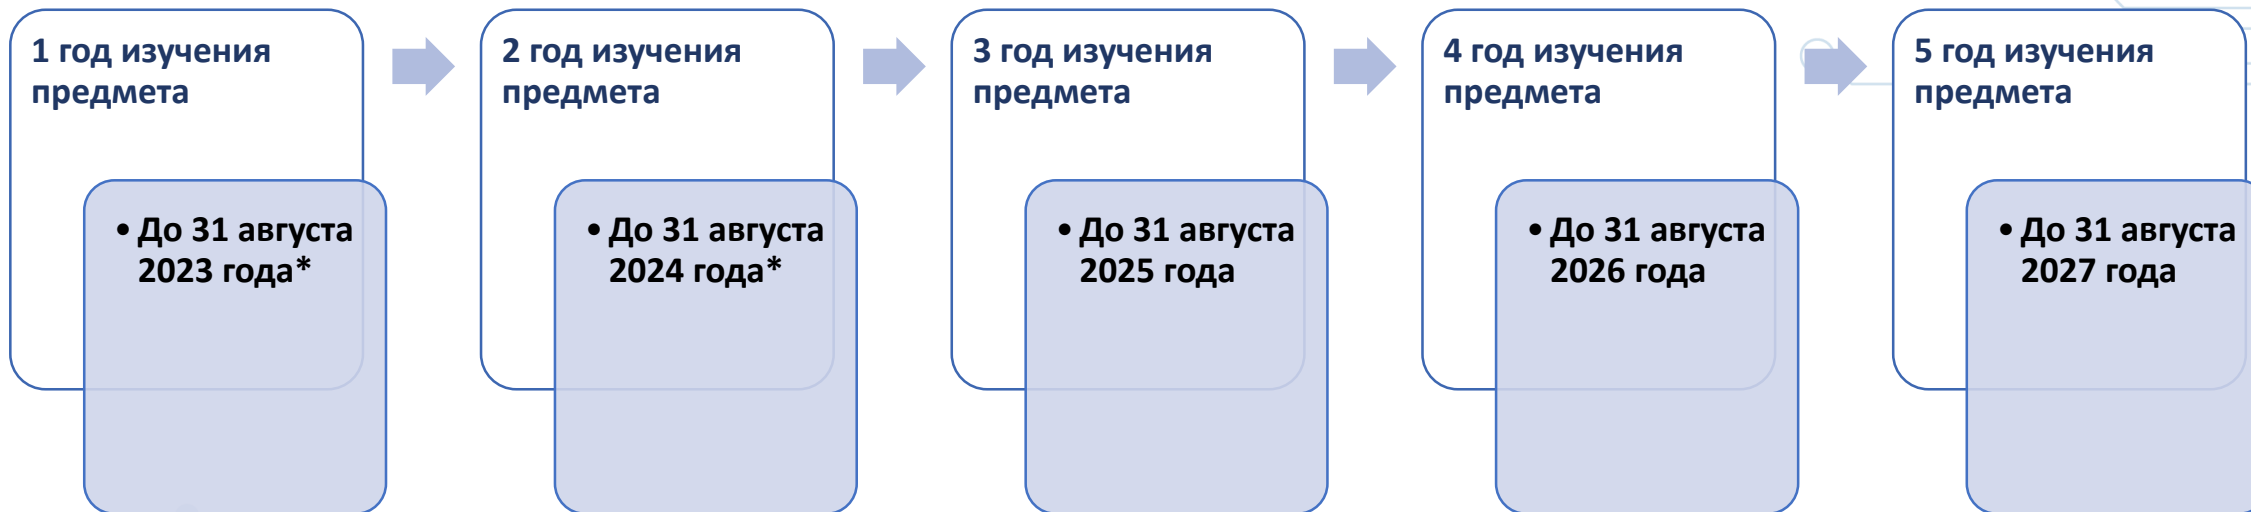 1 год изучения
предмета
• До 31 августа
2023 года*
2 год изучения
предмета
• До 31 августа
2024 года*
3 год изучения
предмета
• До 31 августа
2025 года
4 год изучения
предмета
• До 31 августа
2026 года
5 год изучения
предмета
• До 31 августа
2027 года